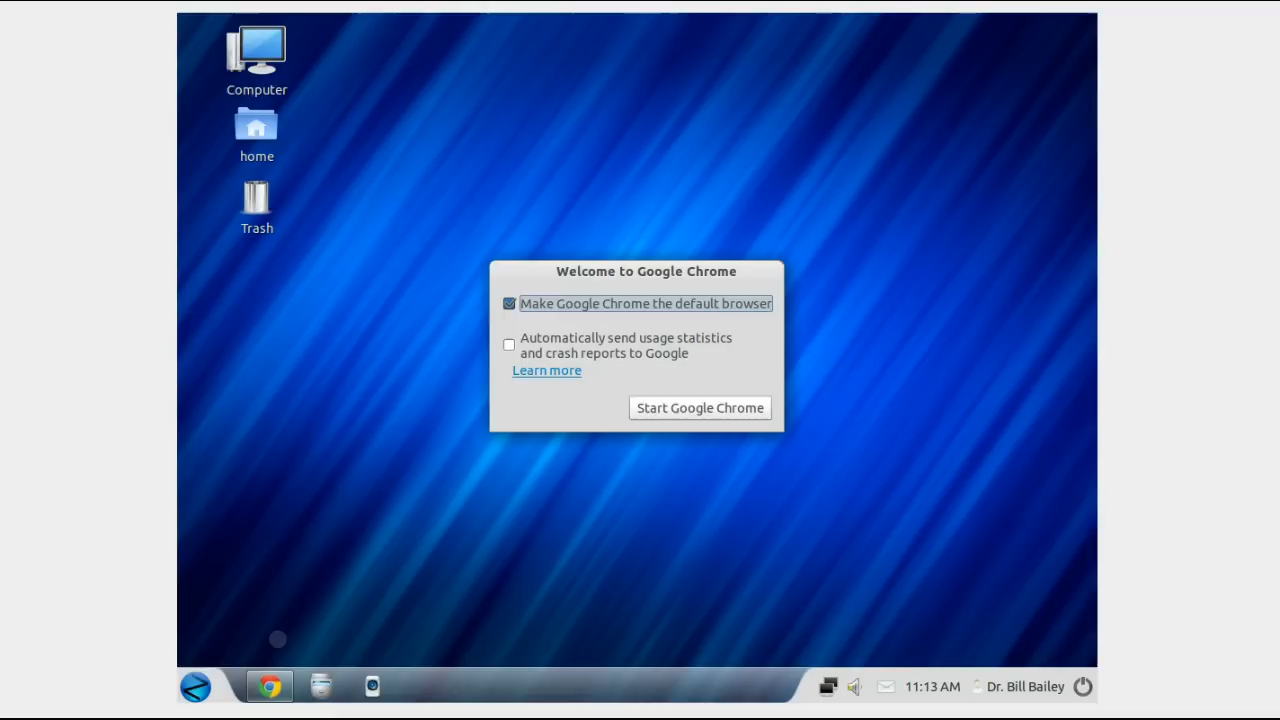 Computer
home
Trash
Welcome to Google Chrome
Make Google Chrome the default browser
Automatically send usage statistics
and crash reports to Google
Learn more
Start Google Chrome
11:13 AM
Dr. Bill Bailey